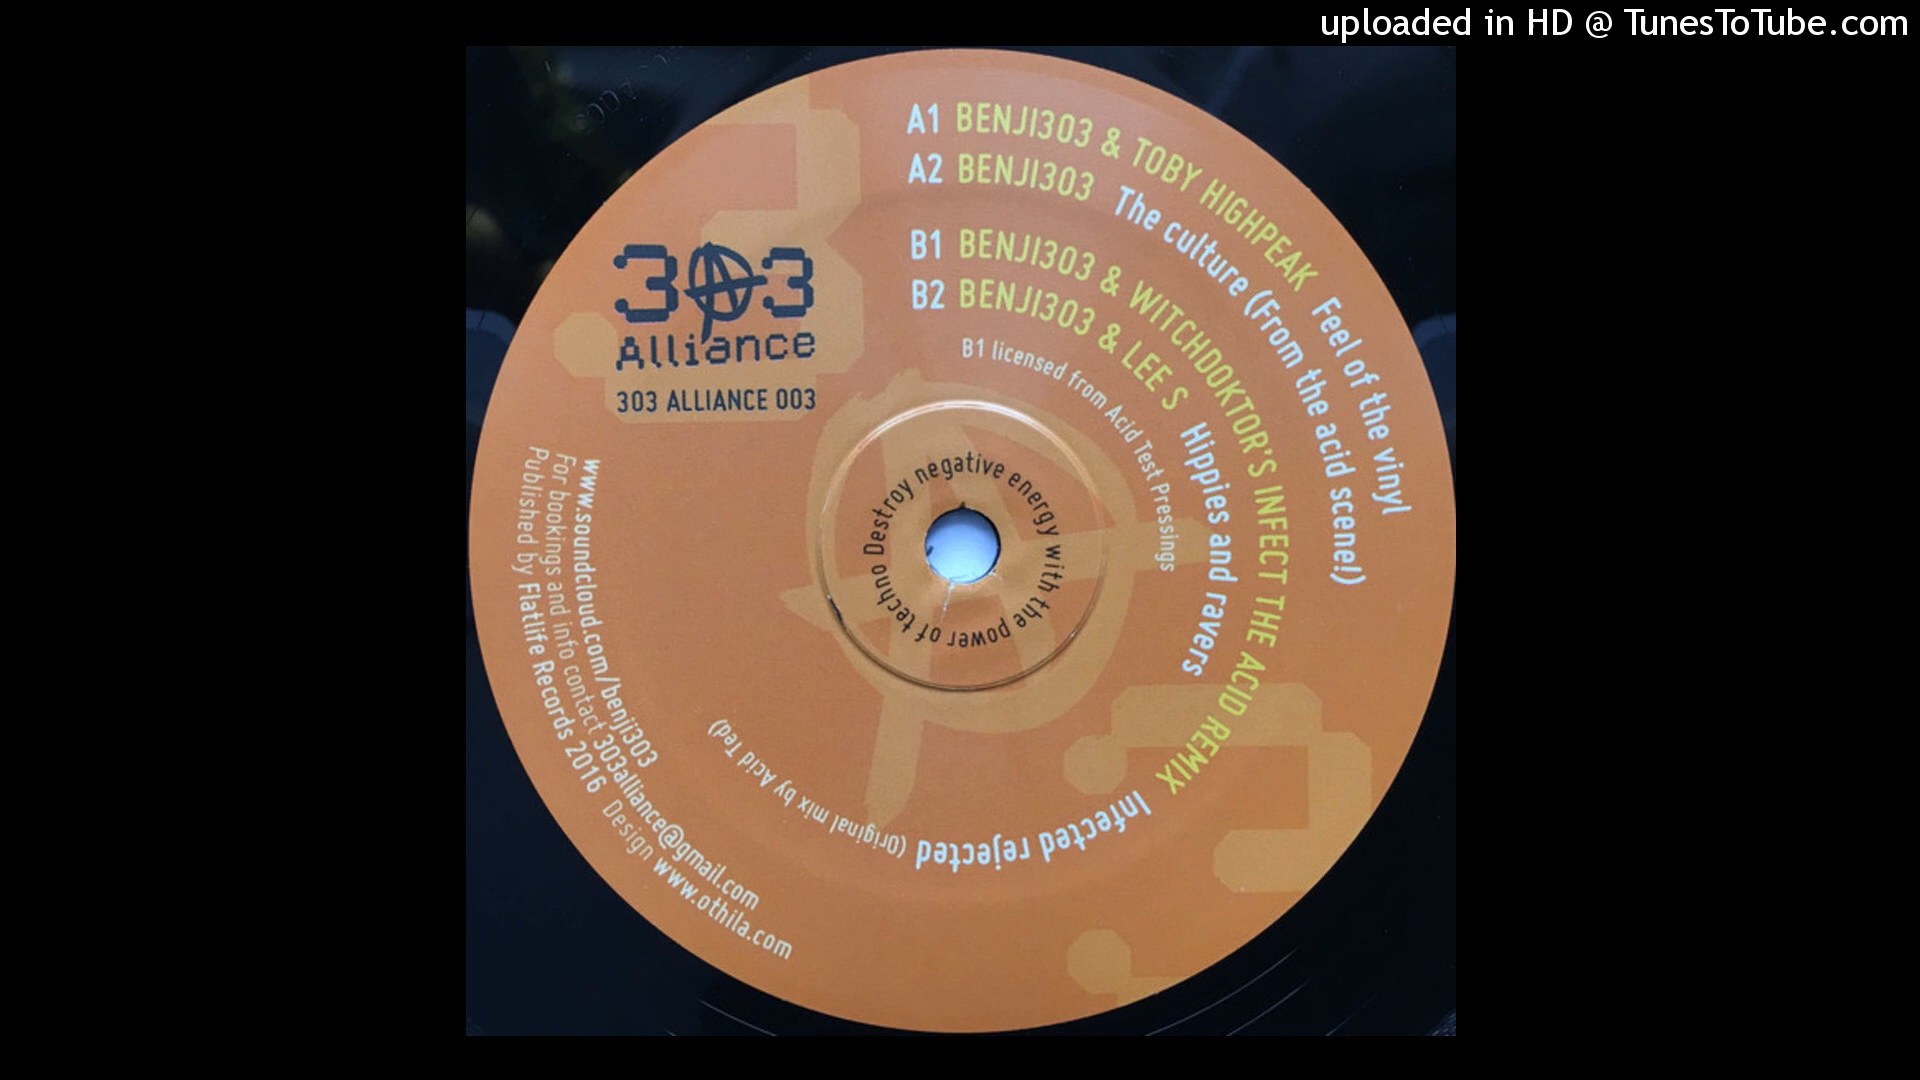 uploaded in HD @ TunesToTube.com
A1 BENJI303 & TOBY HIGHPEAK Feel of the vinyl
A2 BENJI303 The culture (From the acid scene!)
B1 BENJI303 & WITCHDOKTOR'S INFECT THE ACID REMIX Infected rejected (Original mix by Acid Ted)
B2 BENJI303 & LEE S Hippies and ravers
B1 licensed from Acid Test Pressings
303
Alliance
303 ALLIANCE 003
Destroy negative energy with the power of techno
www.soundcloud.com/benji303
For bookings and info contact 303alliance@gmail.com
Published by Flatlife Records 2016 Design www.othila.com